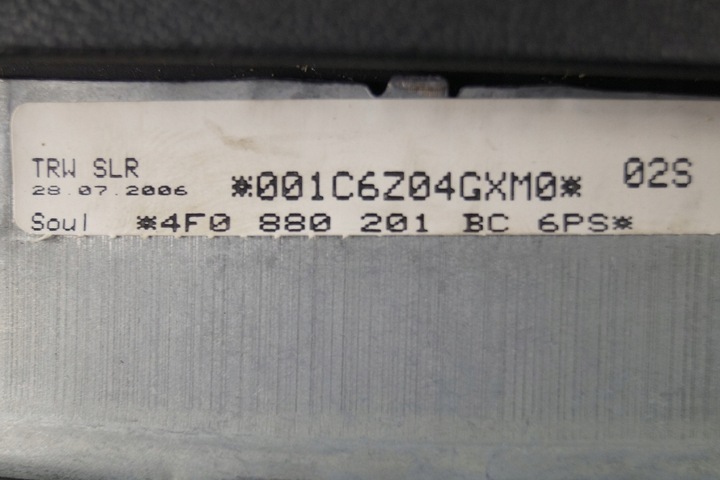 TRW SLR *001C6Z04GXM0* 02S
28.07.2006
Soul *4F0 880 201 BC 6PS*